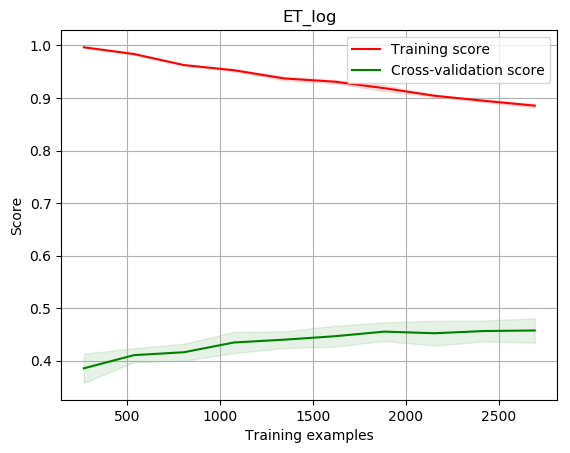 ET_log
Training score
Cross-validation score
1.0
0.9
0.8
0.7
0.6
0.5
0.4
Score
500
1000
1500
2000
2500
Training examples